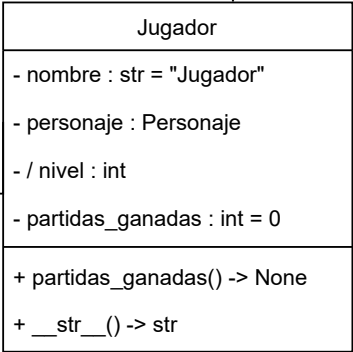 Jugador
- nombre : str = "Jugador"
- personaje : Personaje
- / nivel : int
- partidas_ganadas : int = 0
+ partidas_ganadas() -> None
+ __str__() -> str